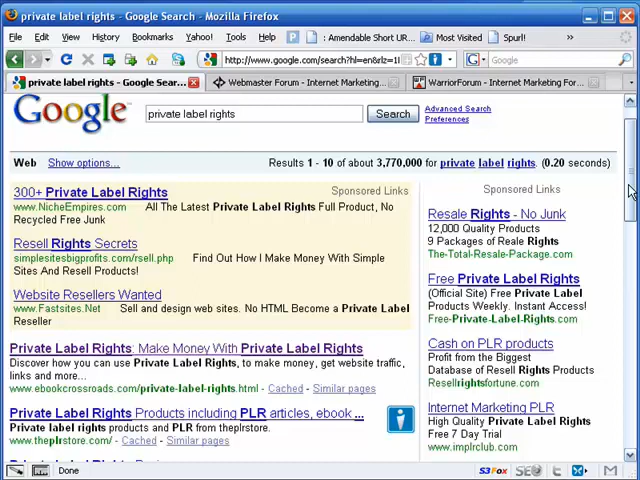 private label rights - Google Search - Mozilla Firefox
File Edit View History Bookmarks Yahoo! Tools Help : Amendable Short UR... Most Visited Spurl!
http://www.google.com/search?hl=en&rlz=1I Google
private label rights - Google Sear... Webmaster Forum - Internet Marketing... WarriorForum - Internet Marketing For...
Google private label rights Search Advanced Search
Preferences
Web Show options... Results 1 - 10 of about 3,770,000 for private label rights. (0.20 seconds)
300+ Private Label Rights Sponsored Links
www.NicheEmpires.com All The Latest Private Label Rights Full Product, No
Recycled Free Junk
Resell Rights Secrets
simplesitesbigprofits.com/rsell.php Find Out How I Make Money With Simple
Sites And Resell Products!
Website Resellers Wanted
www.Fastsites.Net Sell and design web sites. No HTML Become a Private Label
Reseller
Private Label Rights: Make Money With Private Label Rights
Discover how you can use Private Label Rights, to make money, get website traffic,
links and more...
www.ebookcrossroads.com/private-label-rights.html - Cached - Similar pages
Private Label Rights Products including PLR articles, ebook ...
Private label rights products and PLR from theplrstore.
www.theplrstore.com/ - Cached - Similar pages
Sponsored Links
Resale Rights - No Junk
12,000 Quality Products
9 Packages of Reale Rights
The-Total-Resale-Package.com
Free Private Label Rights
(Official Site) Free Private Label
Products Weekly. Instant Access!
Free-Private-Label-Rights.com
Cash on PLR products
Profit from the Biggest
Database of Resell Rights Products
Resellrightsfortune.com
Internet Marketing PLR
High Quality Private Label Rights
Free 7 Day Trial
www.imprlrclub.com
Done S3Fox SEO